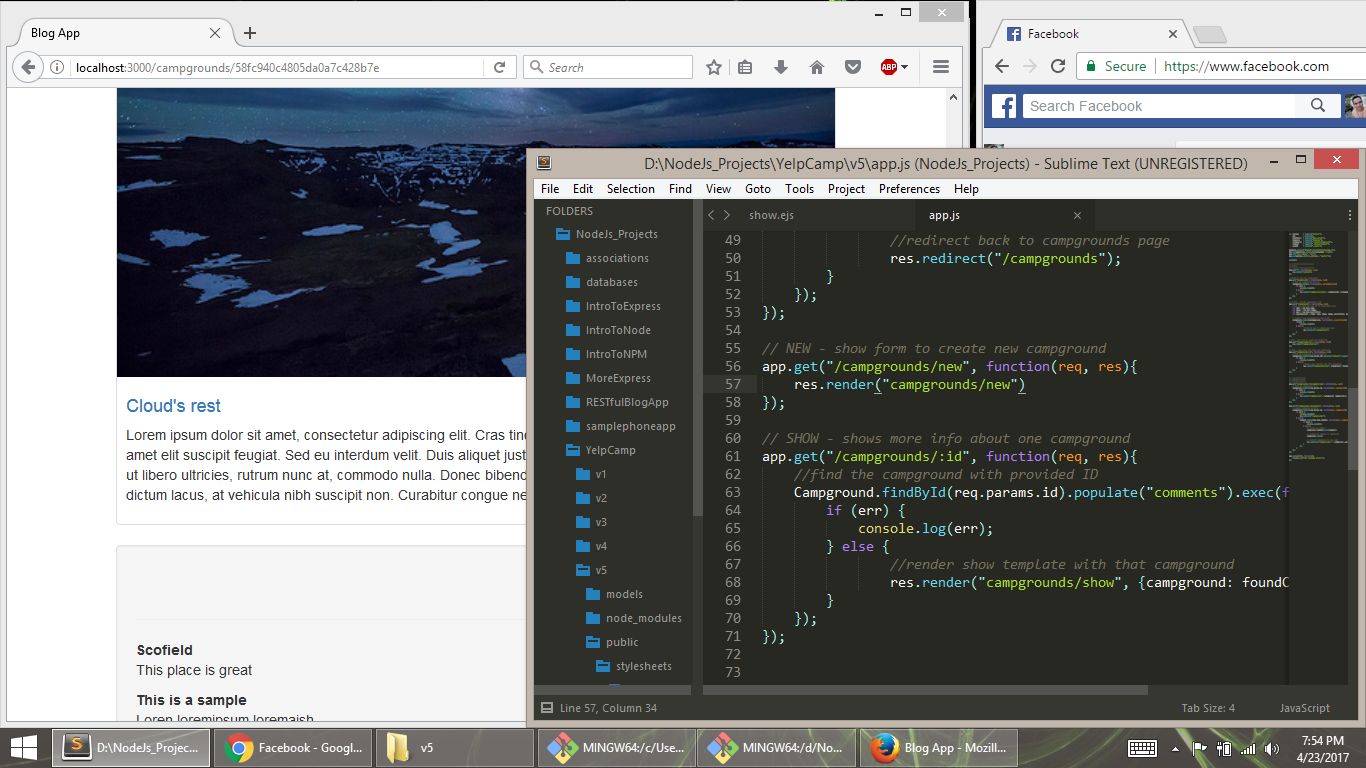 Blog App
localhost:3000/campgrounds/58fc940c4805da0a7c428b7e
Search
ABP
Cloud's rest
Lorem ipsum dolor sit amet, consectetur adipiscing elit. Cras tinc
amet elit suscipit feugiat. Sed eu interdum velit. Duis aliquet just
ut libero ultricies, rutrum nunc at, commodo nulla. Donec bibend
dictum lacus, at vehicula nibh suscipit non. Curabitur congue ne
Scofield
This place is great
This is a sample
Loren loremipsum loremaish
Facebook
Secure
https://www.facebook.com
Search Facebook
D:\NodeJs_Projects\YelpCamp\v5\app.js (NodeJs_Projects) - Sublime Text (UNREGISTERED)
File Edit Selection Find View Goto Tools Project Preferences Help
FOLDERS
NodeJs_Projects
associations
databases
IntroToExpress
IntroToNode
IntroToNPM
MoreExpress
RESTfulBlogApp
samplephoneapp
YelpCamp
v1
v2
v3
v4
v5
models
node_modules
public
stylesheets
show.ejs
app.js
49 //redirect back to campgrounds page
50 res.redirect("/campgrounds");
51 }
52 });
53 });
54
55 // NEW - show form to create new campground
56 app.get("/campgrounds/new", function(req, res){
57 res.render("campgrounds/new")
58 });
59
60 // SHOW - shows more info about one campground
61 app.get("/campgrounds/:id", function(req, res){
62 //find the campground with provided ID
63 Campground.findById(req.params.id).populate("comments").exec(f
64 if (err) {
65 console.log(err);
66 } else {
67 //render show template with that campground
68 res.render("campgrounds/show", {campground: foundC
69 }
70 });
71 });
72
73
Line 57, Column 34
Tab Size: 4
JavaScript
D:\NodeJs_Projec...
Facebook - Googl...
v5
MINGW64:/c/Use...
MINGW64:/d/No...
Blog App - Mozill...
7:54 PM
4/23/2017